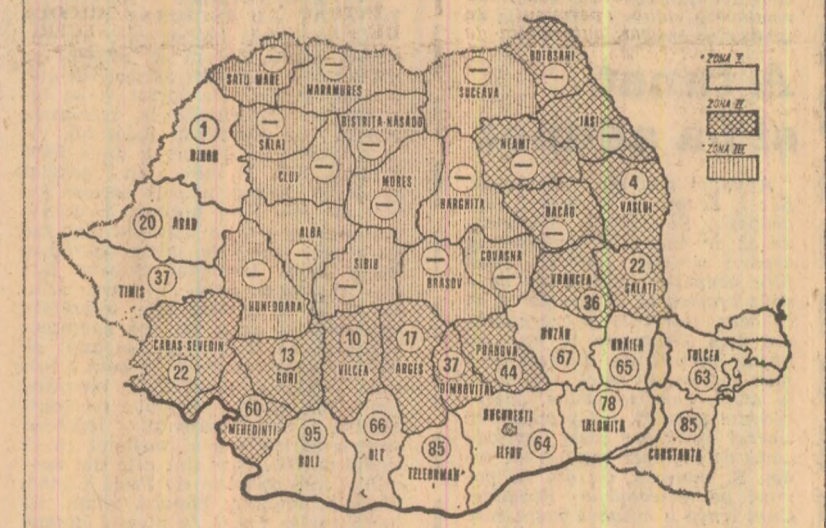 BOTOȘANI
—
ZONA I
ZONA II
ZONA III
SATU MARE
—
MARAMUREȘ
—
SUCEAVA
—
1
BIHOR
SĂLAJ
—
BISTRIȚA-NĂSĂUD
—
NEAMȚ
—
IAȘI
—
CLUJ
—
MUREȘ
—
HARGHITA
—
BACĂU
—
4
VASLUI
20
ARAD
ALBA
—
SIBIU
—
BRAȘOV
—
COVASNA
—
VRANCEA
36
22
GALAȚI
TIMIȘ
37
HUNEDOARA
—
CARAȘ-SEVERIN
22
13
GORJ
10
VÎLCEA
17
ARGEȘ
37
DÎMBOVIȚA
PRAHOVA
44
BUZĂU
67
BRĂILA
65
TULCEA
63
60
MEHEDINȚI
95
DOLJ
66
OLT
85
TELEORMAN
BUCUREȘTI
ILFOV
64
78
IALOMIȚA
85
CONSTANȚA